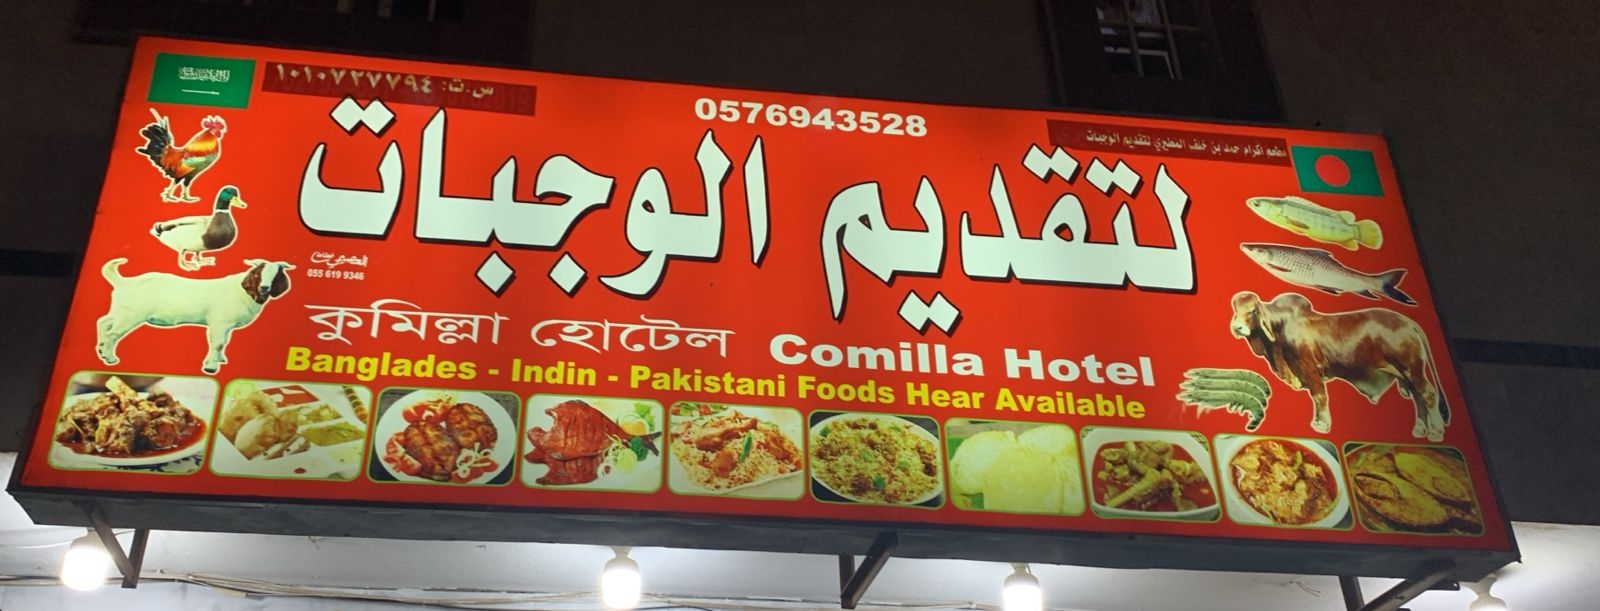 س.ت: ١٠١٠٧٢٧٧٩٤
0576943528
مطعم اكرام حمد بن خلف المطيري لتقديم الوجبات
لتقديم الوجبات
055 619 9346
কুমিল্লা হোটেল Comilla Hotel
Banglades - Indin - Pakistani Foods Hear Available